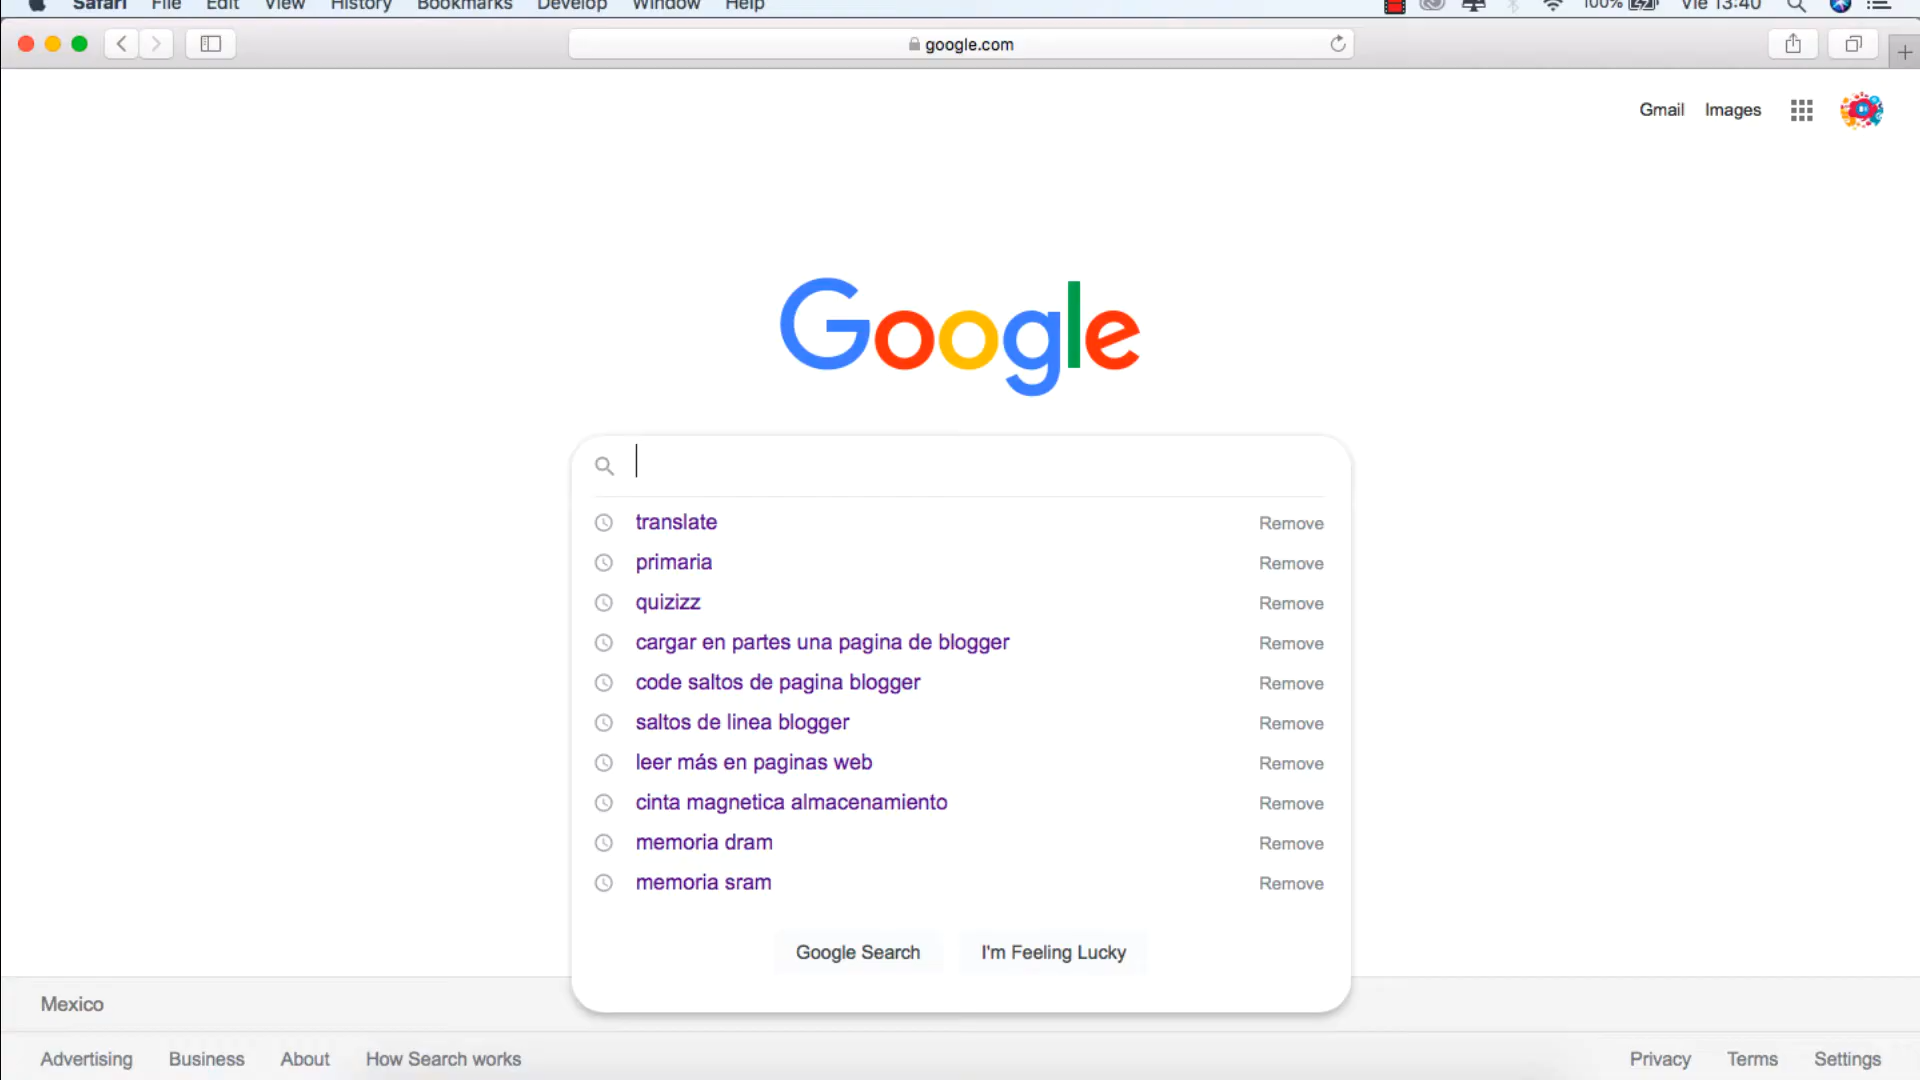 Safari File Edit View History Bookmarks Develop Window Help 100% Vie 13:40
google.com
Gmail Images
Google
translate Remove
primaria Remove
quizizz Remove
cargar en partes una pagina de blogger Remove
code saltos de pagina blogger Remove
saltos de linea blogger Remove
leer más en paginas web Remove
cinta magnetica almacenamiento Remove
memoria dram Remove
memoria sram Remove
Google Search I'm Feeling Lucky
Mexico
Advertising Business About How Search works Privacy Terms Settings